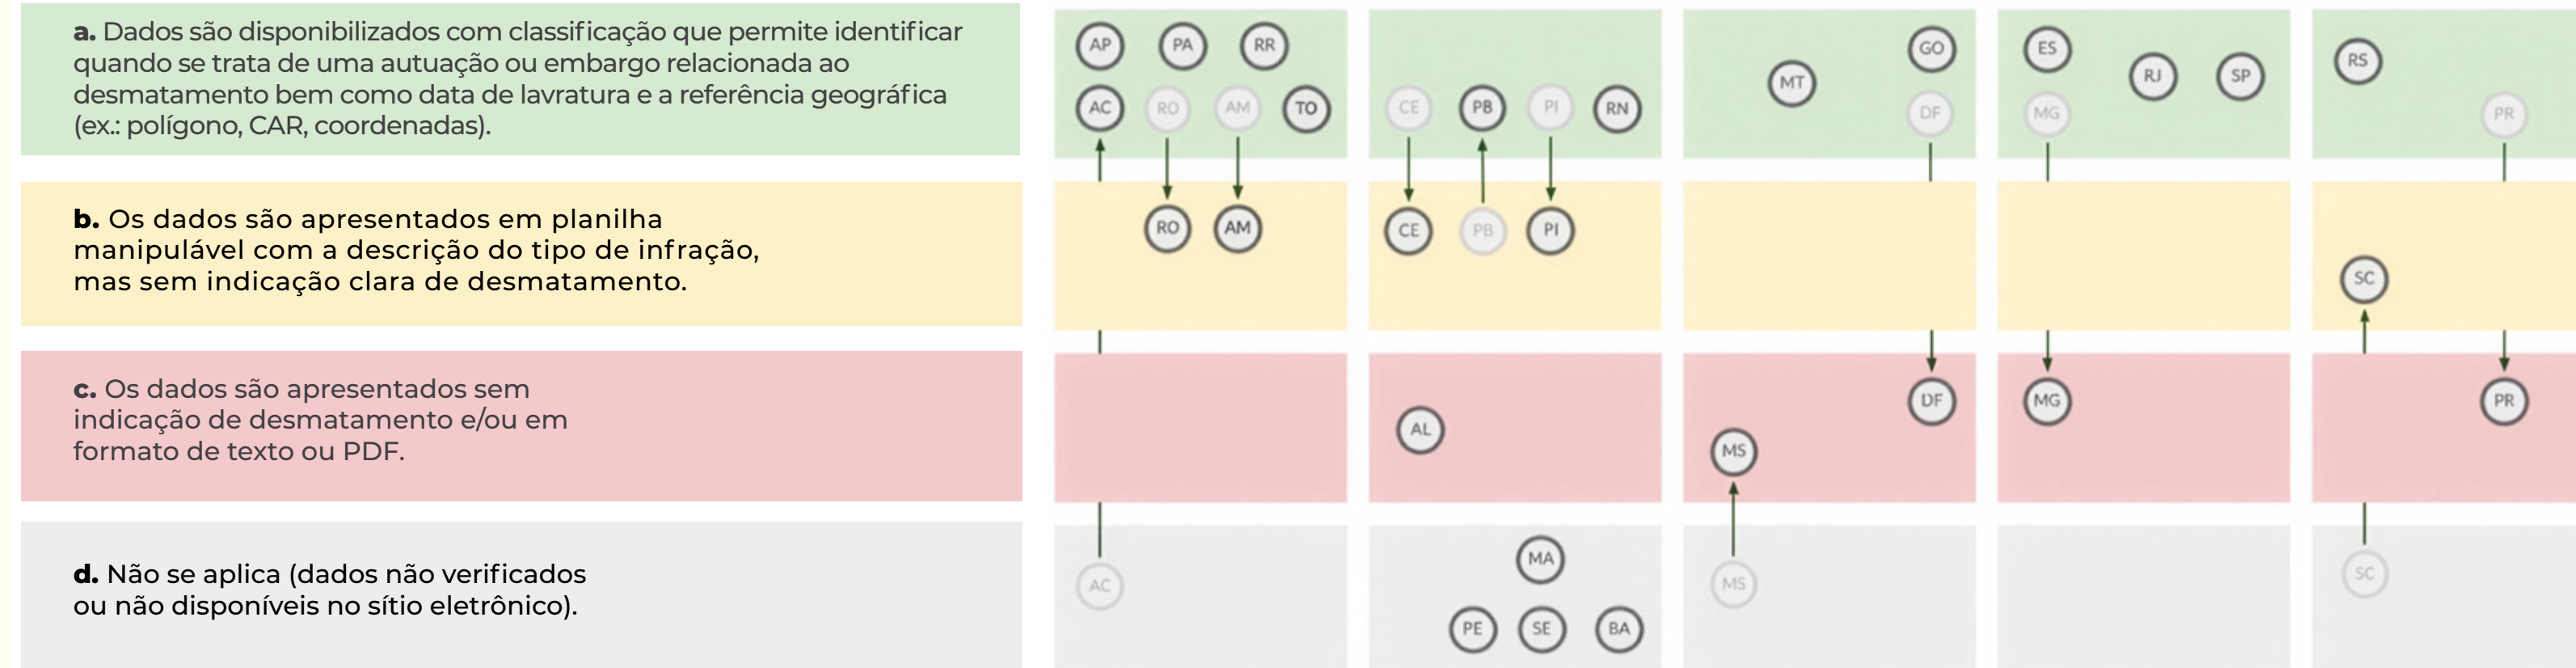 a. Dados são disponibilizados com classificação que permite identificar
quando se trata de uma autuação ou embargo relacionada ao
desmatamento bem como data de lavratura e a referência geográfica
(ex.: polígono, CAR, coordenadas).
AP PA RR
AC RO AM TO
CE PB PI RN
MT
GO
DF
ES
MG
RJ SP
RS
PR
b. Os dados são apresentados em planilha
manipulável com a descrição do tipo de infração,
mas sem indicação clara de desmatamento.
RO AM
CE PB PI
SC
c. Os dados são apresentados sem
indicação de desmatamento e/ou em
formato de texto ou PDF.
AL
MS
DF
MG
PR
d. Não se aplica (dados não verificados
ou não disponíveis no sítio eletrônico).
AC
MA
PE SE BA
MS
SC